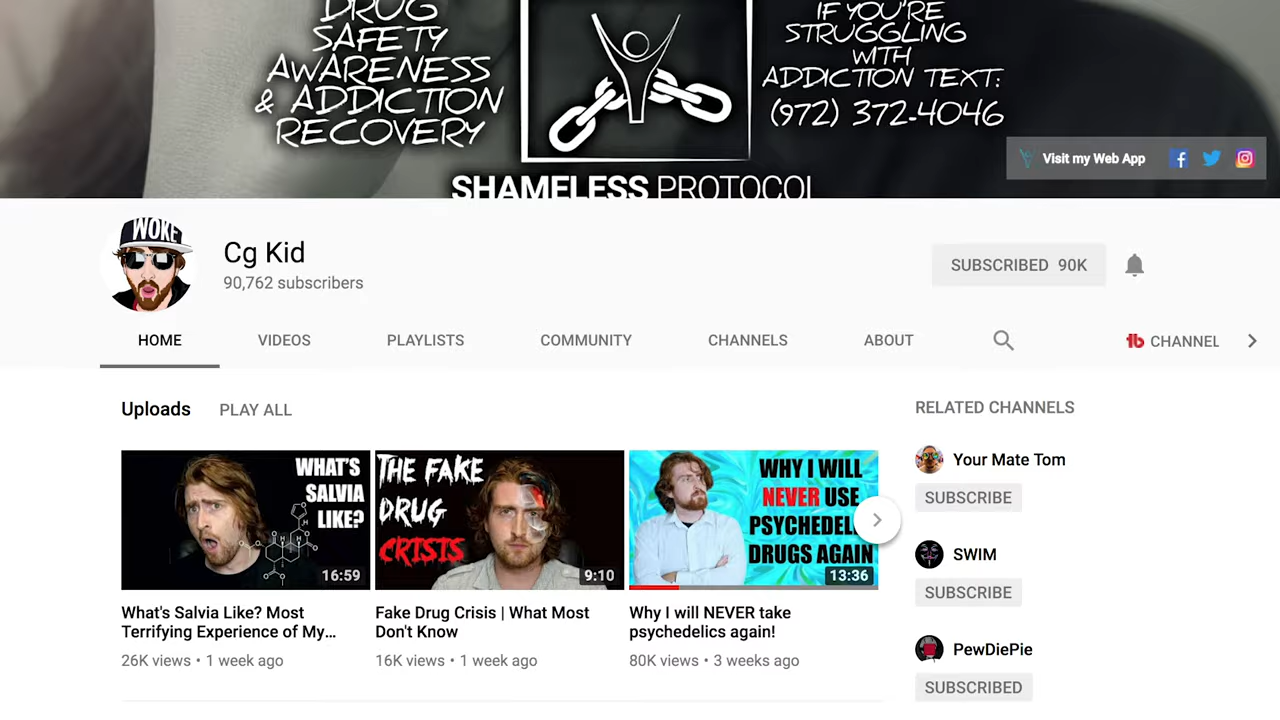 DRUG
SAFETY
AWARENESS
& ADDICTION
RECOVERY
IF YOU'RE
STRUGGLING
WITH
ADDICTION TEXT:
(972) 372-4046
SHAMELESS PROTOCOL
Visit my Web App
WOKE
Cg Kid
90,762 subscribers
SUBSCRIBED 90K
HOME VIDEOS PLAYLISTS COMMUNITY CHANNELS ABOUT tb CHANNEL
Uploads PLAY ALL
WHAT'S
SALVIA
LIKE?
16:59
What's Salvia Like? Most
Terrifying Experience of My...
26K views • 1 week ago
THE FAKE
DRUG
CRISIS
9:10
Fake Drug Crisis | What Most
Don't Know
16K views • 1 week ago
WHY I WILL
NEVER USE
PSYCHEDELIC
DRUGS AGAIN
13:36
Why I will NEVER take
psychedelics again!
80K views • 3 weeks ago
RELATED CHANNELS
Your Mate Tom
SUBSCRIBE
SWIM
SUBSCRIBE
PewDiePie
SUBSCRIBED